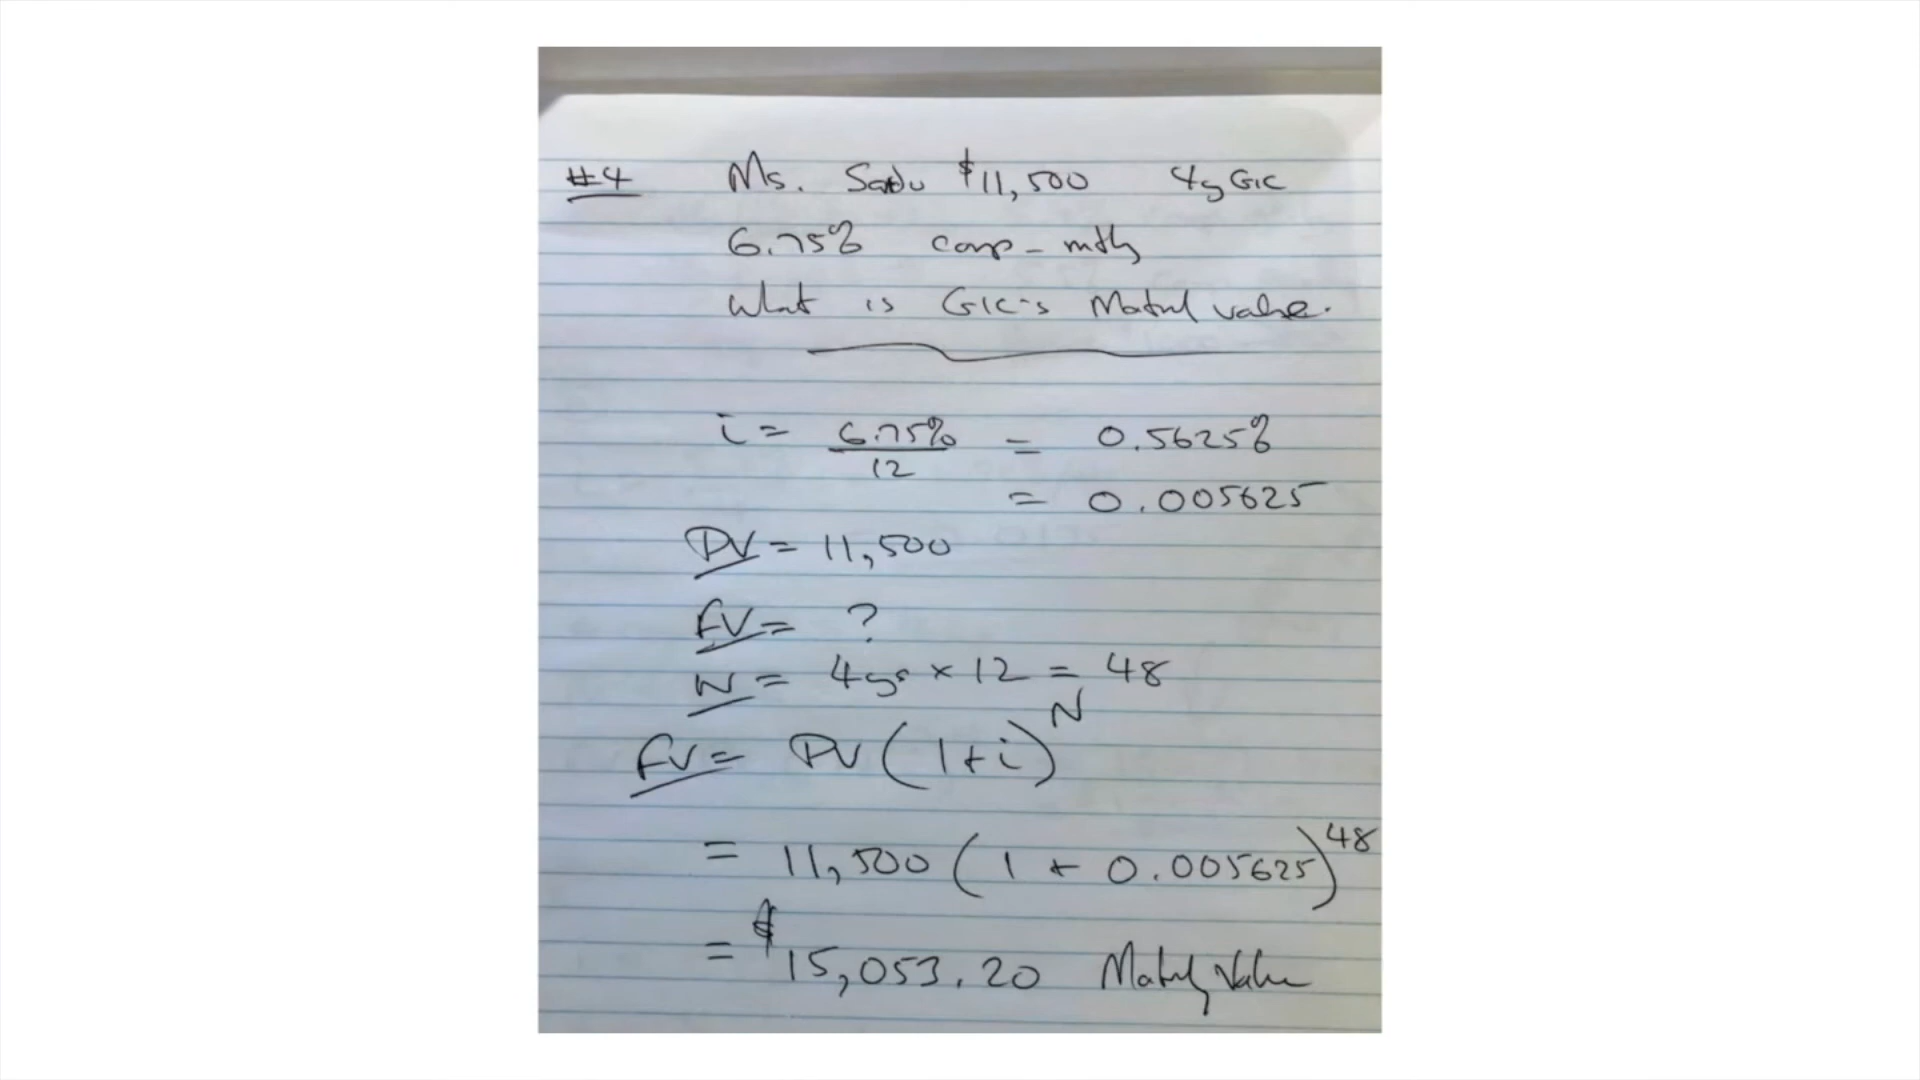 #4 Ms. Sadu $11,500 4y GIC
6.75% comp-mthly
What is GIC's Maturity value.
i = 6.75%/12 = 0.5625%
= 0.005625
PV = 11,500
FV = ?
N = 4yrs × 12 = 48
FV = PV(1+i)^N
= 11,500(1 + 0.005625)^48
= $15,053.20 Maturity Value